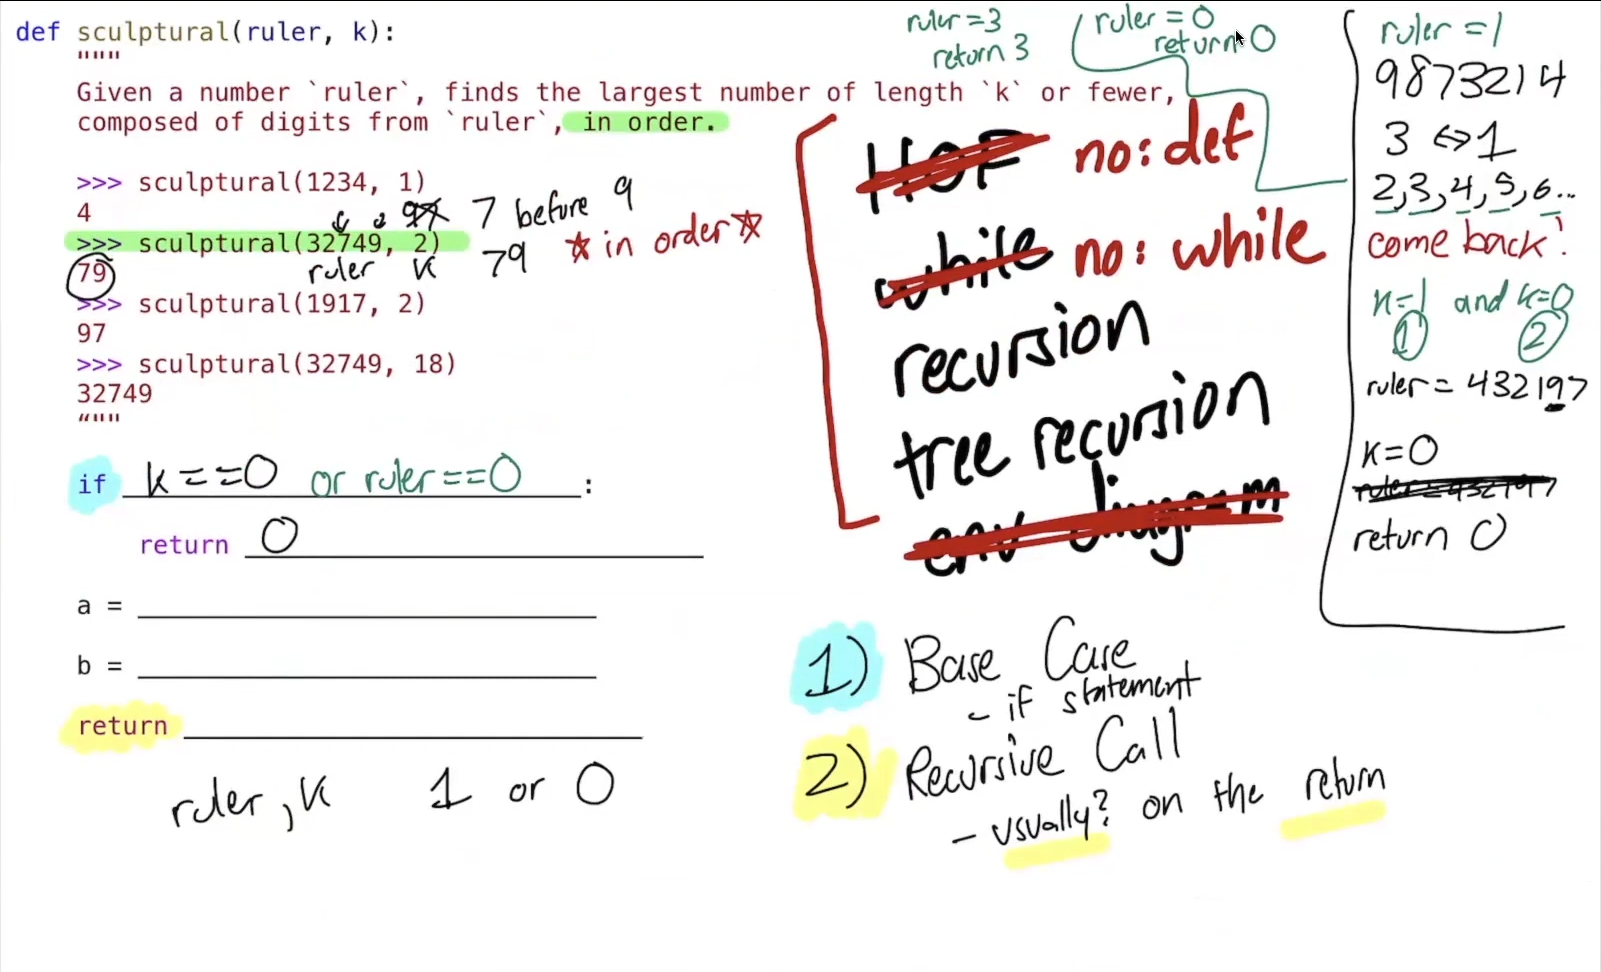 def sculptural(ruler, k):
"""
Given a number `ruler`, finds the largest number of length `k` or fewer,
composed of digits from `ruler`, in order.
>>> sculptural(1234, 1)
4
>>> sculptural(32749, 2)
79
>>> sculptural(1917, 2)
97
>>> sculptural(32749, 18)
32749
"""
ruler k
7 before 9
79 ☆ in order ☆
if k==0 or ruler==0 :
return 0
a =
b =
return
ruler, k 1 or 0
ruler = 3
return 3
ruler = 0
return 0
HOF no: def
while no: while
recursion
tree recursion
env diagram
1) Base Case
- if statement
2) Recursive Call
- usually? on the return
ruler = 1
9873214
3 <=> 1
2,3,4,5,6...
come back!
k=1 and k=0
1 2
ruler = 432197
k=0
ruler = 432197
return 0